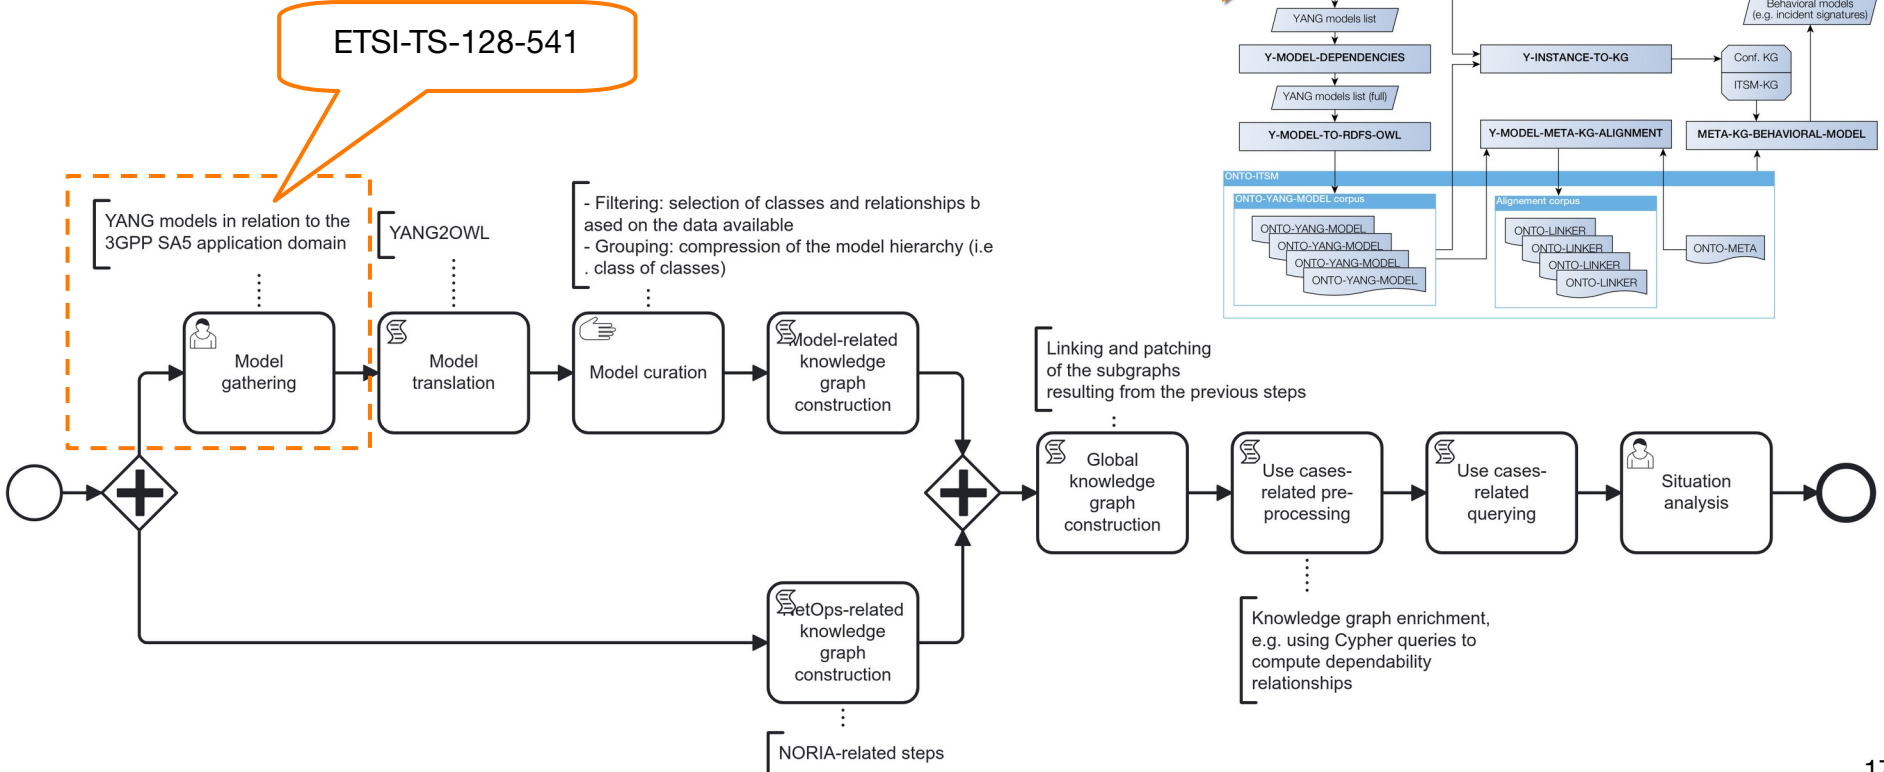 ETSI-TS-128-541
YANG models in relation to the
3GPP SA5 application domain
YANG2OWL
- Filtering: selection of classes and relationships b
ased on the data available
- Grouping: compression of the model hierarchy (i.e
. class of classes)
Model
gathering
Model
translation
Model curation
Model-related
knowledge
graph
construction
NetOps-related
knowledge
graph
construction
NORIA-related steps
Linking and patching
of the subgraphs
resulting from the previous steps
Global
knowledge
graph
construction
Use cases-
related pre-
processing
Use cases-
related
querying
Situation
analysis
Knowledge graph enrichment,
e.g. using Cypher queries to
compute dependability
relationships
YANG models list
Y-MODEL-DEPENDENCIES
YANG models list (full)
Y-MODEL-TO-RDFS-OWL
Y-INSTANCE-TO-KG
Conf. KG
ITSM-KG
Behavioral models
(e.g. incident signatures)
Y-MODEL-META-KG-ALIGNMENT
META-KG-BEHAVIORAL-MODEL
ONTO-ITSM
ONTO-YANG-MODEL corpus
ONTO-YANG-MODEL
ONTO-YANG-MODEL
ONTO-YANG-MODEL
ONTO-YANG-MODEL
Alignement corpus
ONTO-LINKER
ONTO-LINKER
ONTO-LINKER
ONTO-LINKER
ONTO-META
17